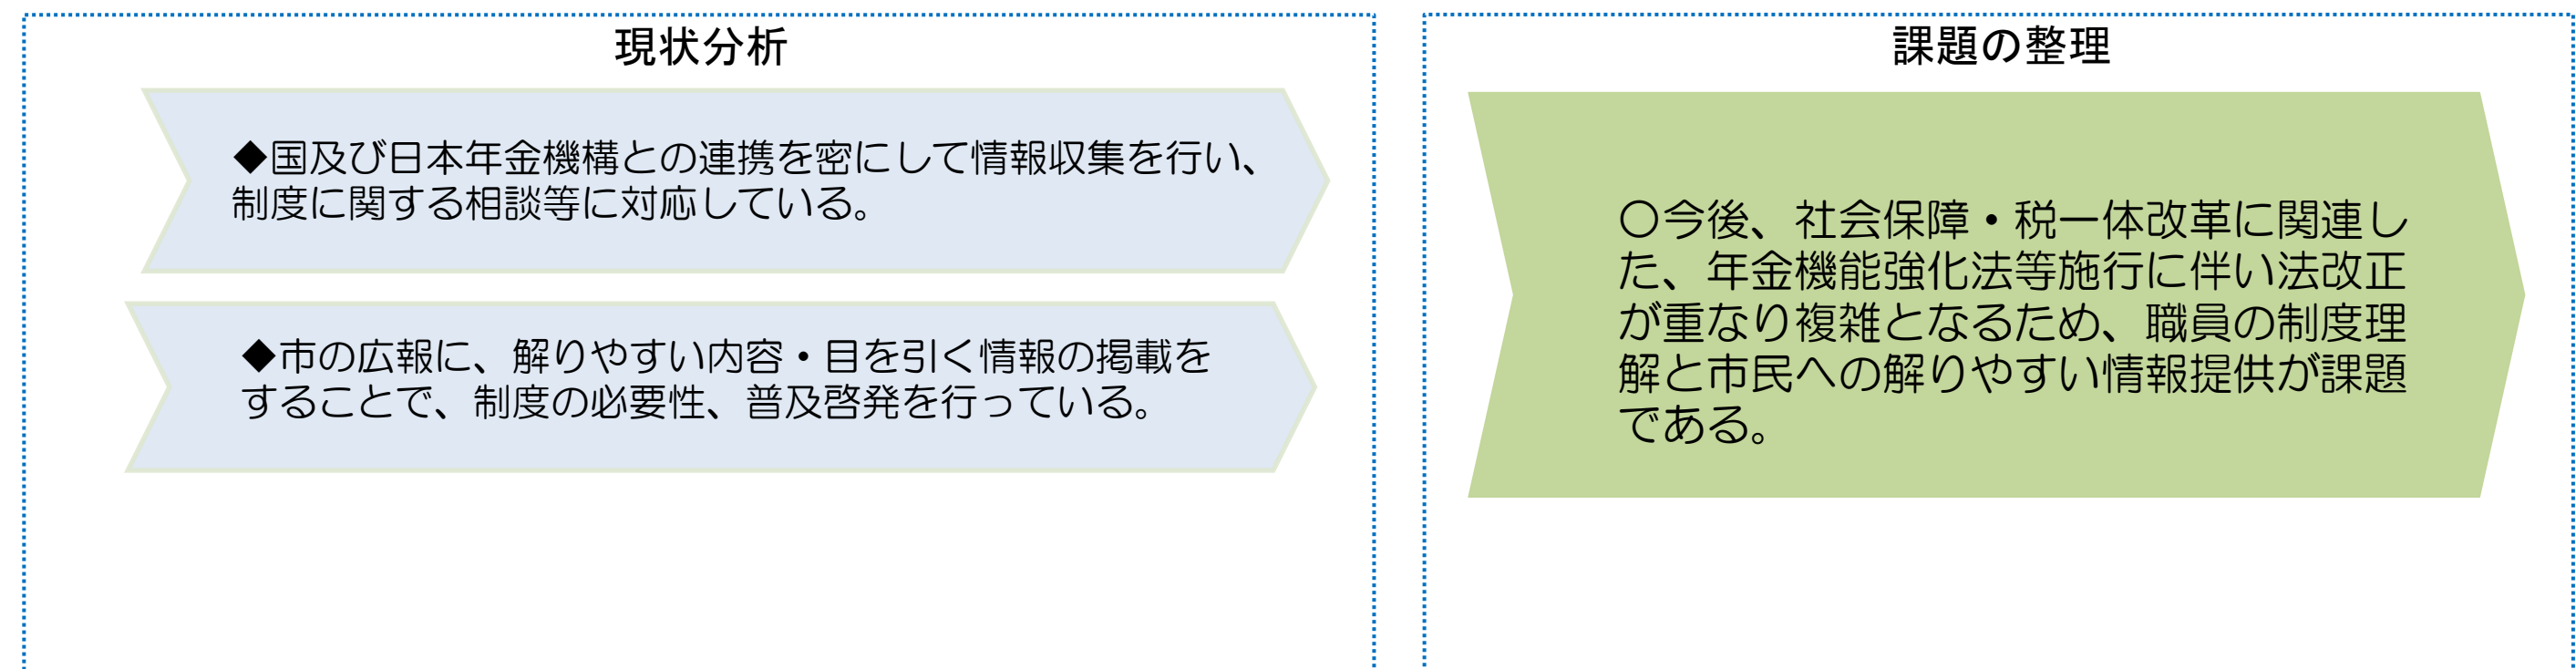 現状分析
◆国及び日本年金機構との連携を密にして情報収集を行い、
制度に関する相談等に対応している。
◆市の広報に、解りやすい内容・目を引く情報の掲載を
することで、制度の必要性、普及啓発を行っている。
課題の整理
〇今後、社会保障・税一体改革に関連し
た、年金機能強化法等施行に伴い法改正
が重なり複雑となるため、職員の制度理
解と市民への解りやすい情報提供が課題
である。